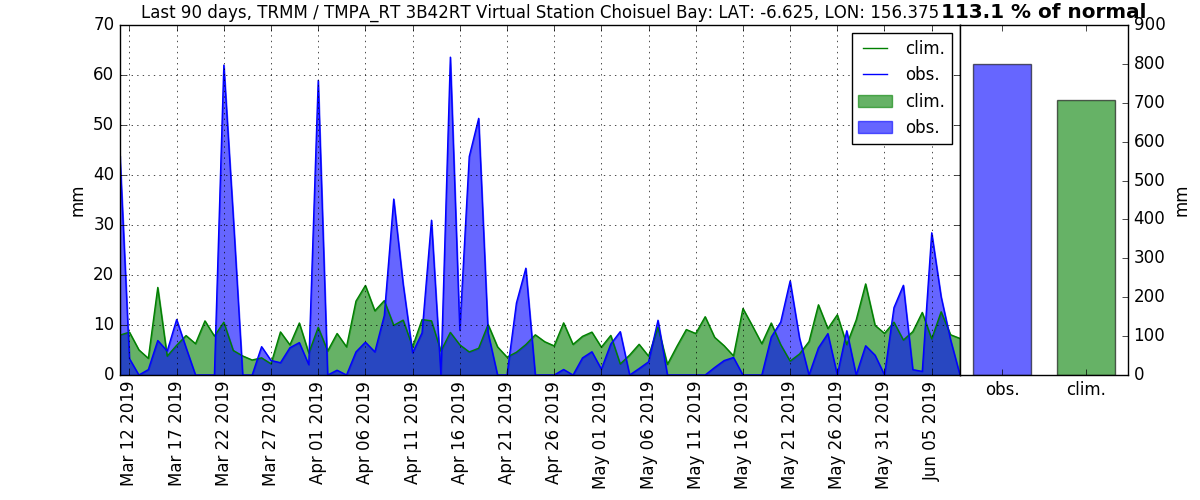 Last 90 days, TRMM / TMPA_RT 3B42RT Virtual Station Choisuel Bay: LAT: -6.625, LON: 156.375 113.1 % of normal
70
60
50
40
30
20
10
0
mm
clim.
obs.
clim.
obs.
900
800
700
600
500
400
300
200
100
0
mm
Mar 12 2019
Mar 17 2019
Mar 22 2019
Mar 27 2019
Apr 01 2019
Apr 06 2019
Apr 11 2019
Apr 16 2019
Apr 21 2019
Apr 26 2019
May 01 2019
May 06 2019
May 11 2019
May 16 2019
May 21 2019
May 26 2019
May 31 2019
Jun 05 2019
obs.
clim.